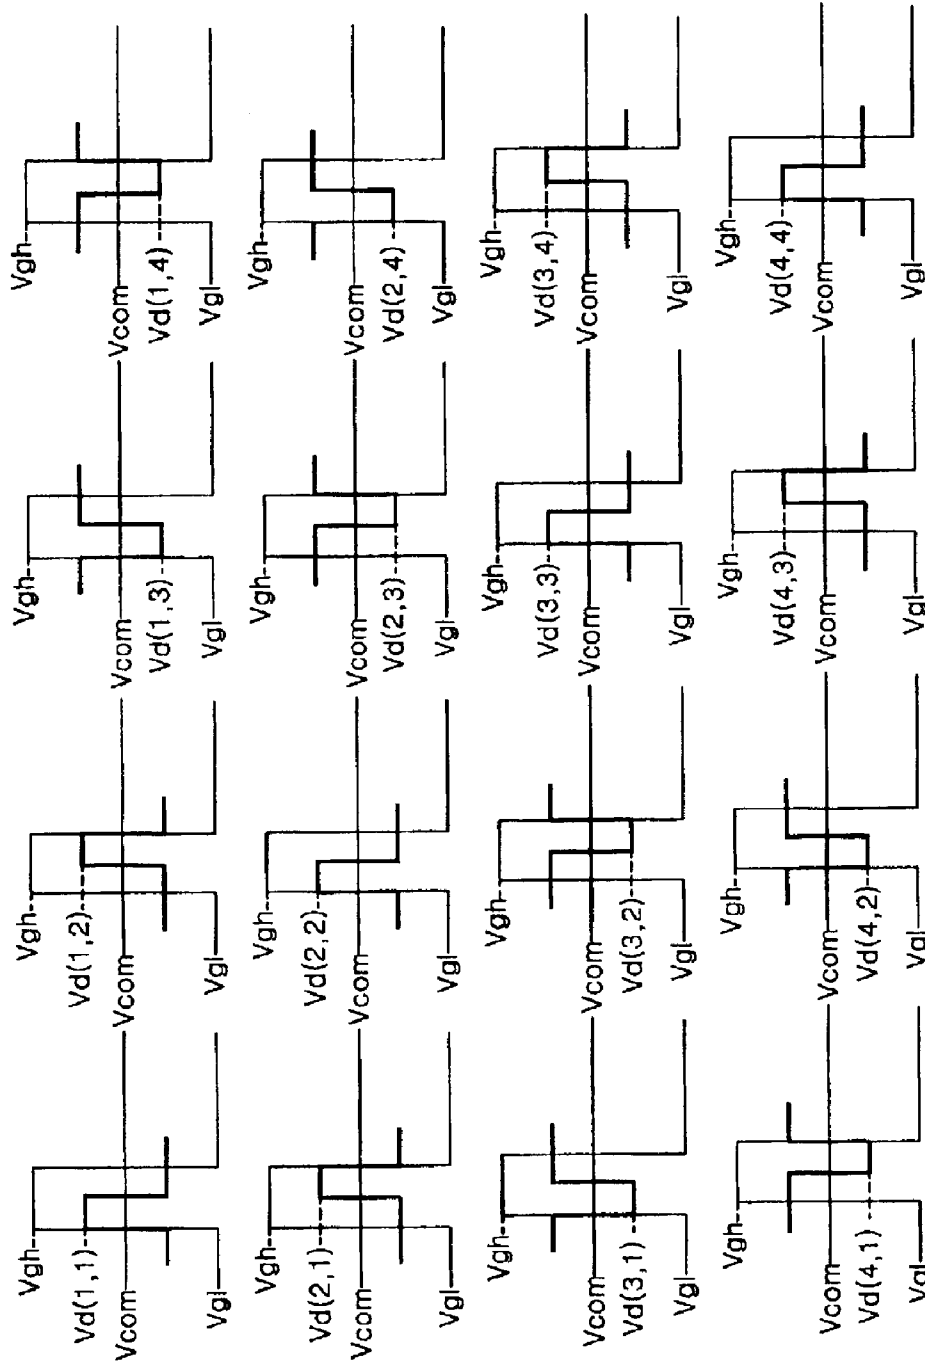 Vgh
Vcom
Vd(1,4)
Vgl
Vgh
Vcom
Vd(2,4)
Vgl
Vgh
Vd(3,4)
Vcom
Vgl
Vgh
Vd(4,4)
Vcom
Vgl
Vgh
Vcom
Vd(1,3)
Vgl
Vgh
Vcom
Vd(2,3)
Vgl
Vgh
Vd(3,3)
Vcom
Vgl
Vgh
Vd(4,3)
Vcom
Vgl
Vgh
Vd(1,2)
Vcom
Vgl
Vgh
Vd(2,2)
Vcom
Vgl
Vgh
Vcom
Vd(3,2)
Vgl
Vgh
Vcom
Vd(4,2)
Vgl
Vgh
Vd(1,1)
Vcom
Vgl
Vgh
Vd(2,1)
Vcom
Vgl
Vgh
Vcom
Vd(3,1)
Vgl
Vgh
Vcom
Vd(4,1)
Vgl